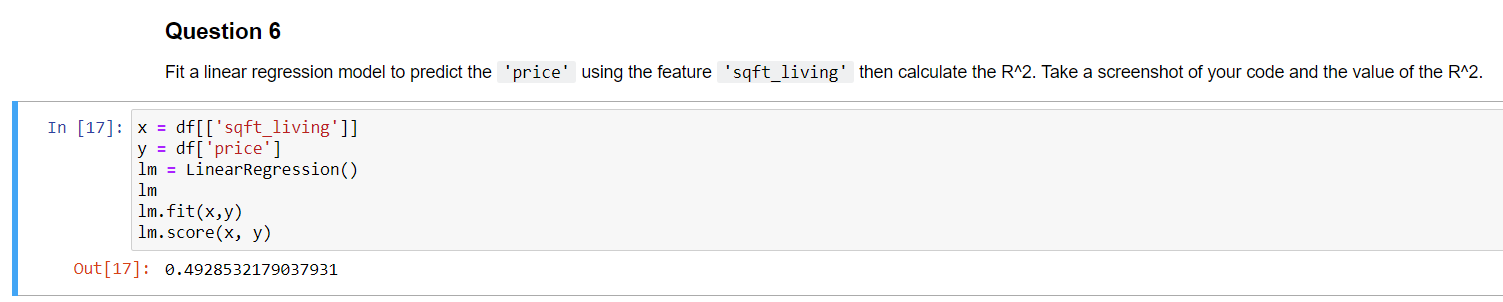 Question 6
Fit a linear regression model to predict the 'price' using the feature 'sqft_living' then calculate the R^2. Take a screenshot of your code and the value of the R^2.
In [17]: x = df[['sqft_living']]
y = df['price']
lm = LinearRegression()
lm
lm.fit(x,y)
lm.score(x, y)
Out[17]: 0.4928532179037931